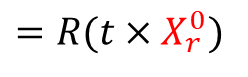 = R(t × X_r^0)